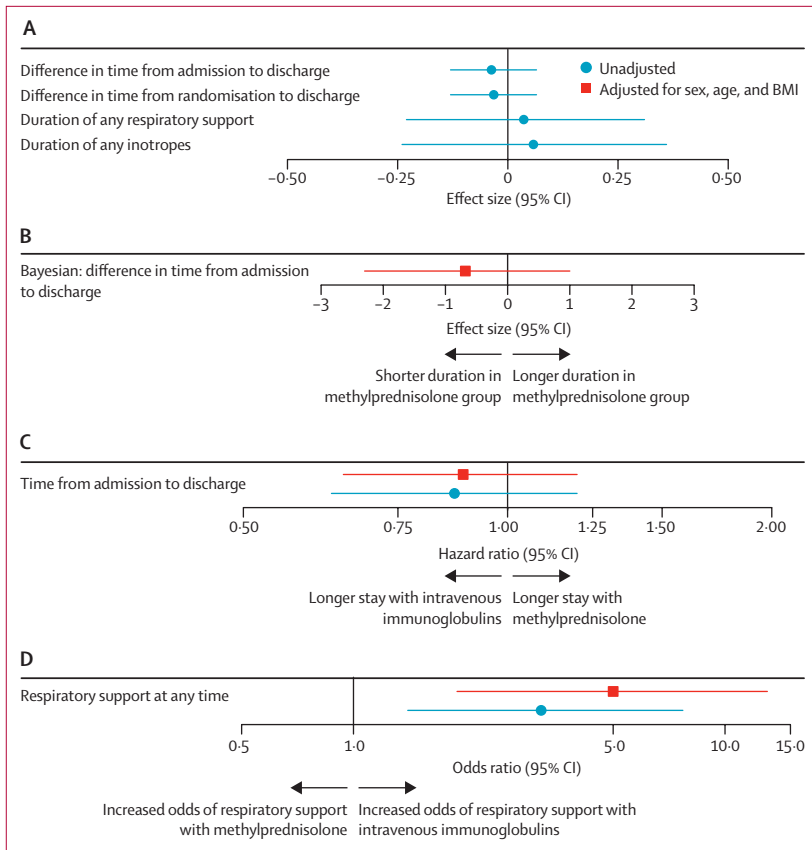 A
Difference in time from admission to discharge
Difference in time from randomisation to discharge
Duration of any respiratory support
Duration of any inotropes
Unadjusted
Adjusted for sex, age, and BMI
–0·50 –0·25 0 0·25 0·50
Effect size (95% CI)
B
Bayesian: difference in time from admission
to discharge
–3 –2 –1 0 1 2 3
Effect size (95% CI)
Shorter duration in
methylprednisolone group
Longer duration in
methylprednisolone group
C
Time from admission to discharge
0·50 0·75 1·00 1·25 1·50 2·00
Hazard ratio (95% CI)
Longer stay with intravenous
immunoglobulins
Longer stay with
methylprednisolone
D
Respiratory support at any time
0·5 1·0 5·0 10·0 15·0
Odds ratio (95% CI)
Increased odds of respiratory support
with methylprednisolone
Increased odds of respiratory support with
intravenous immunoglobulins